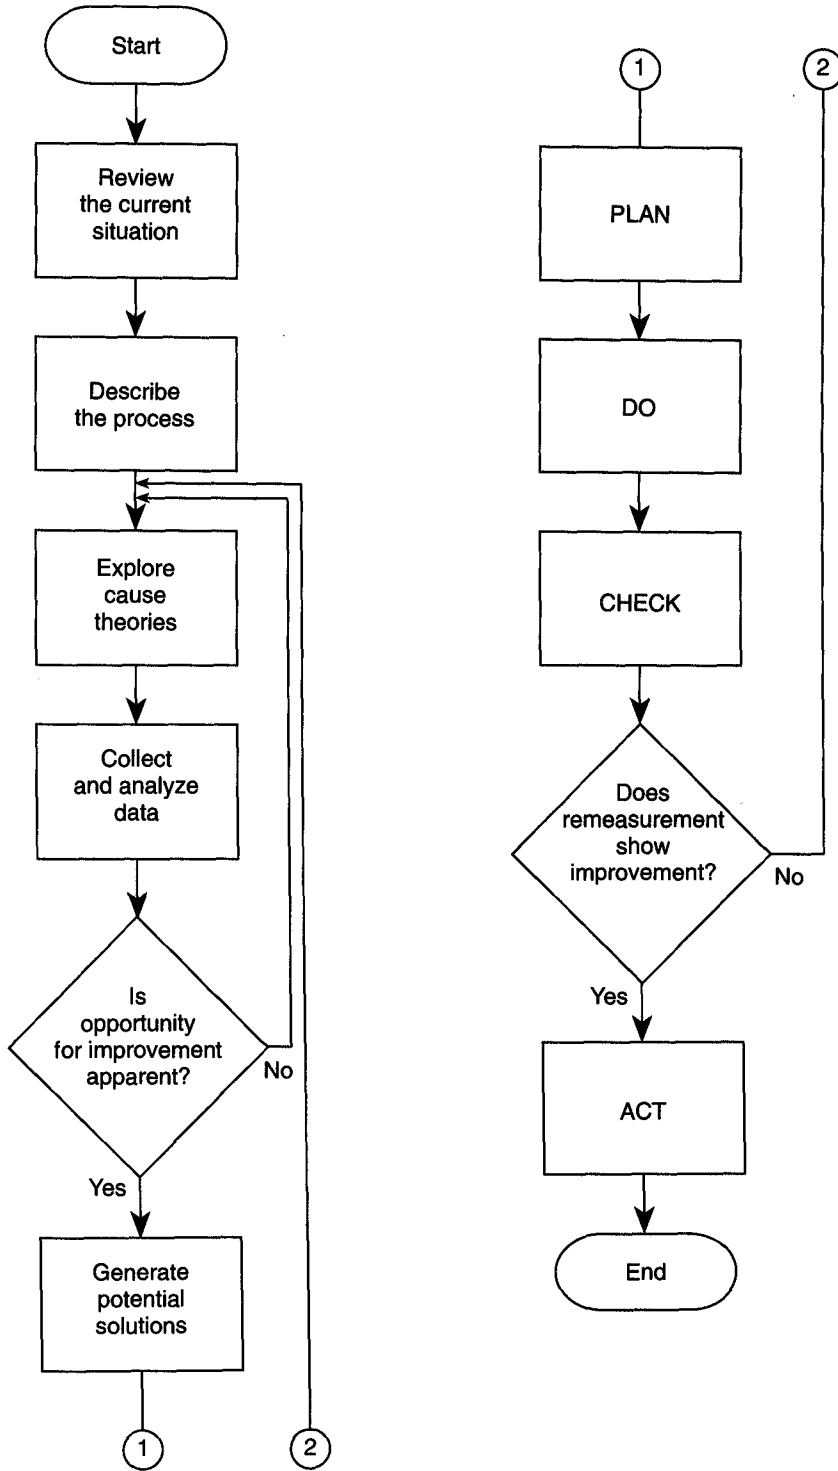 Start
Review
the current
situation
Describe
the process
Explore
cause
theories
Collect
and analyze
data
Is
opportunity
for improvement
apparent?
No
Yes
Generate
potential
solutions
1
2
1
2
PLAN
DO
CHECK
Does
remeasurement
show
improvement?
No
Yes
ACT
End